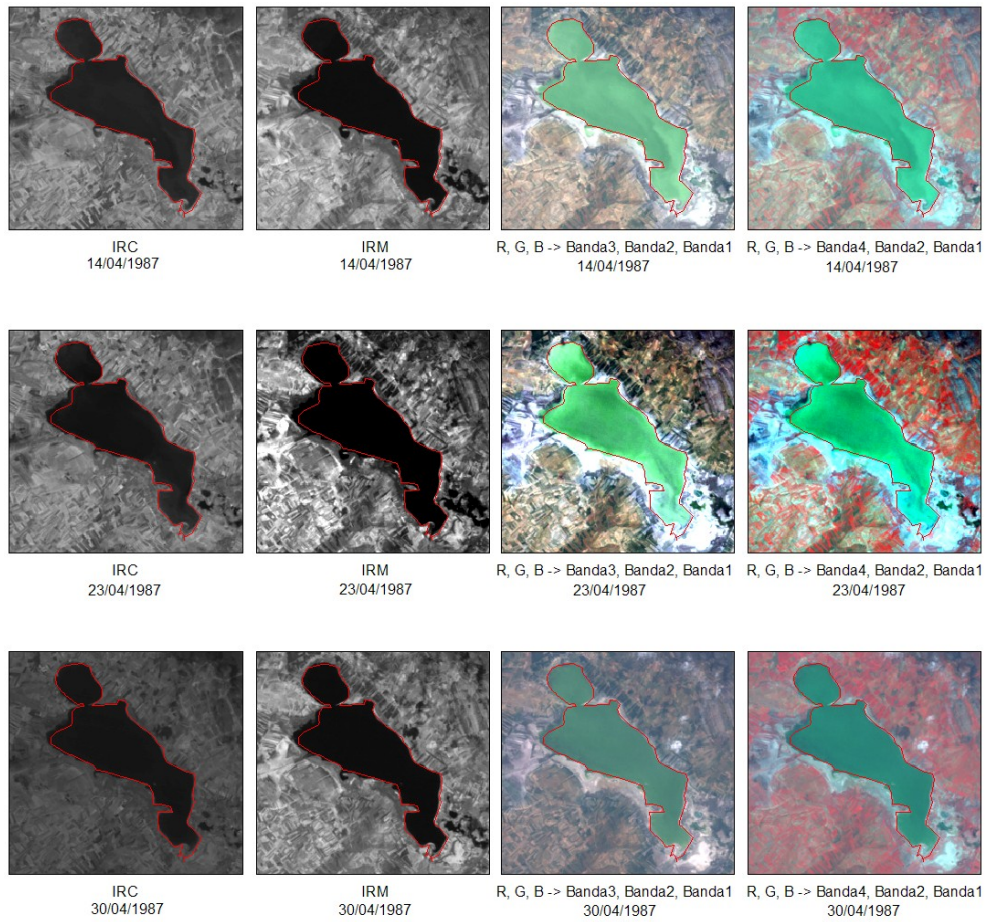 IRC
14/04/1987
IRM
14/04/1987
R, G, B -> Banda3, Banda2, Banda1
14/04/1987
R, G, B -> Banda4, Banda2, Banda1
14/04/1987
IRC
23/04/1987
IRM
23/04/1987
R, G, B -> Banda3, Banda2, Banda1
23/04/1987
R, G, B -> Banda4, Banda2, Banda1
23/04/1987
IRC
30/04/1987
IRM
30/04/1987
R, G, B -> Banda3, Banda2, Banda1
30/04/1987
R, G, B -> Banda4, Banda2, Banda1
30/04/1987